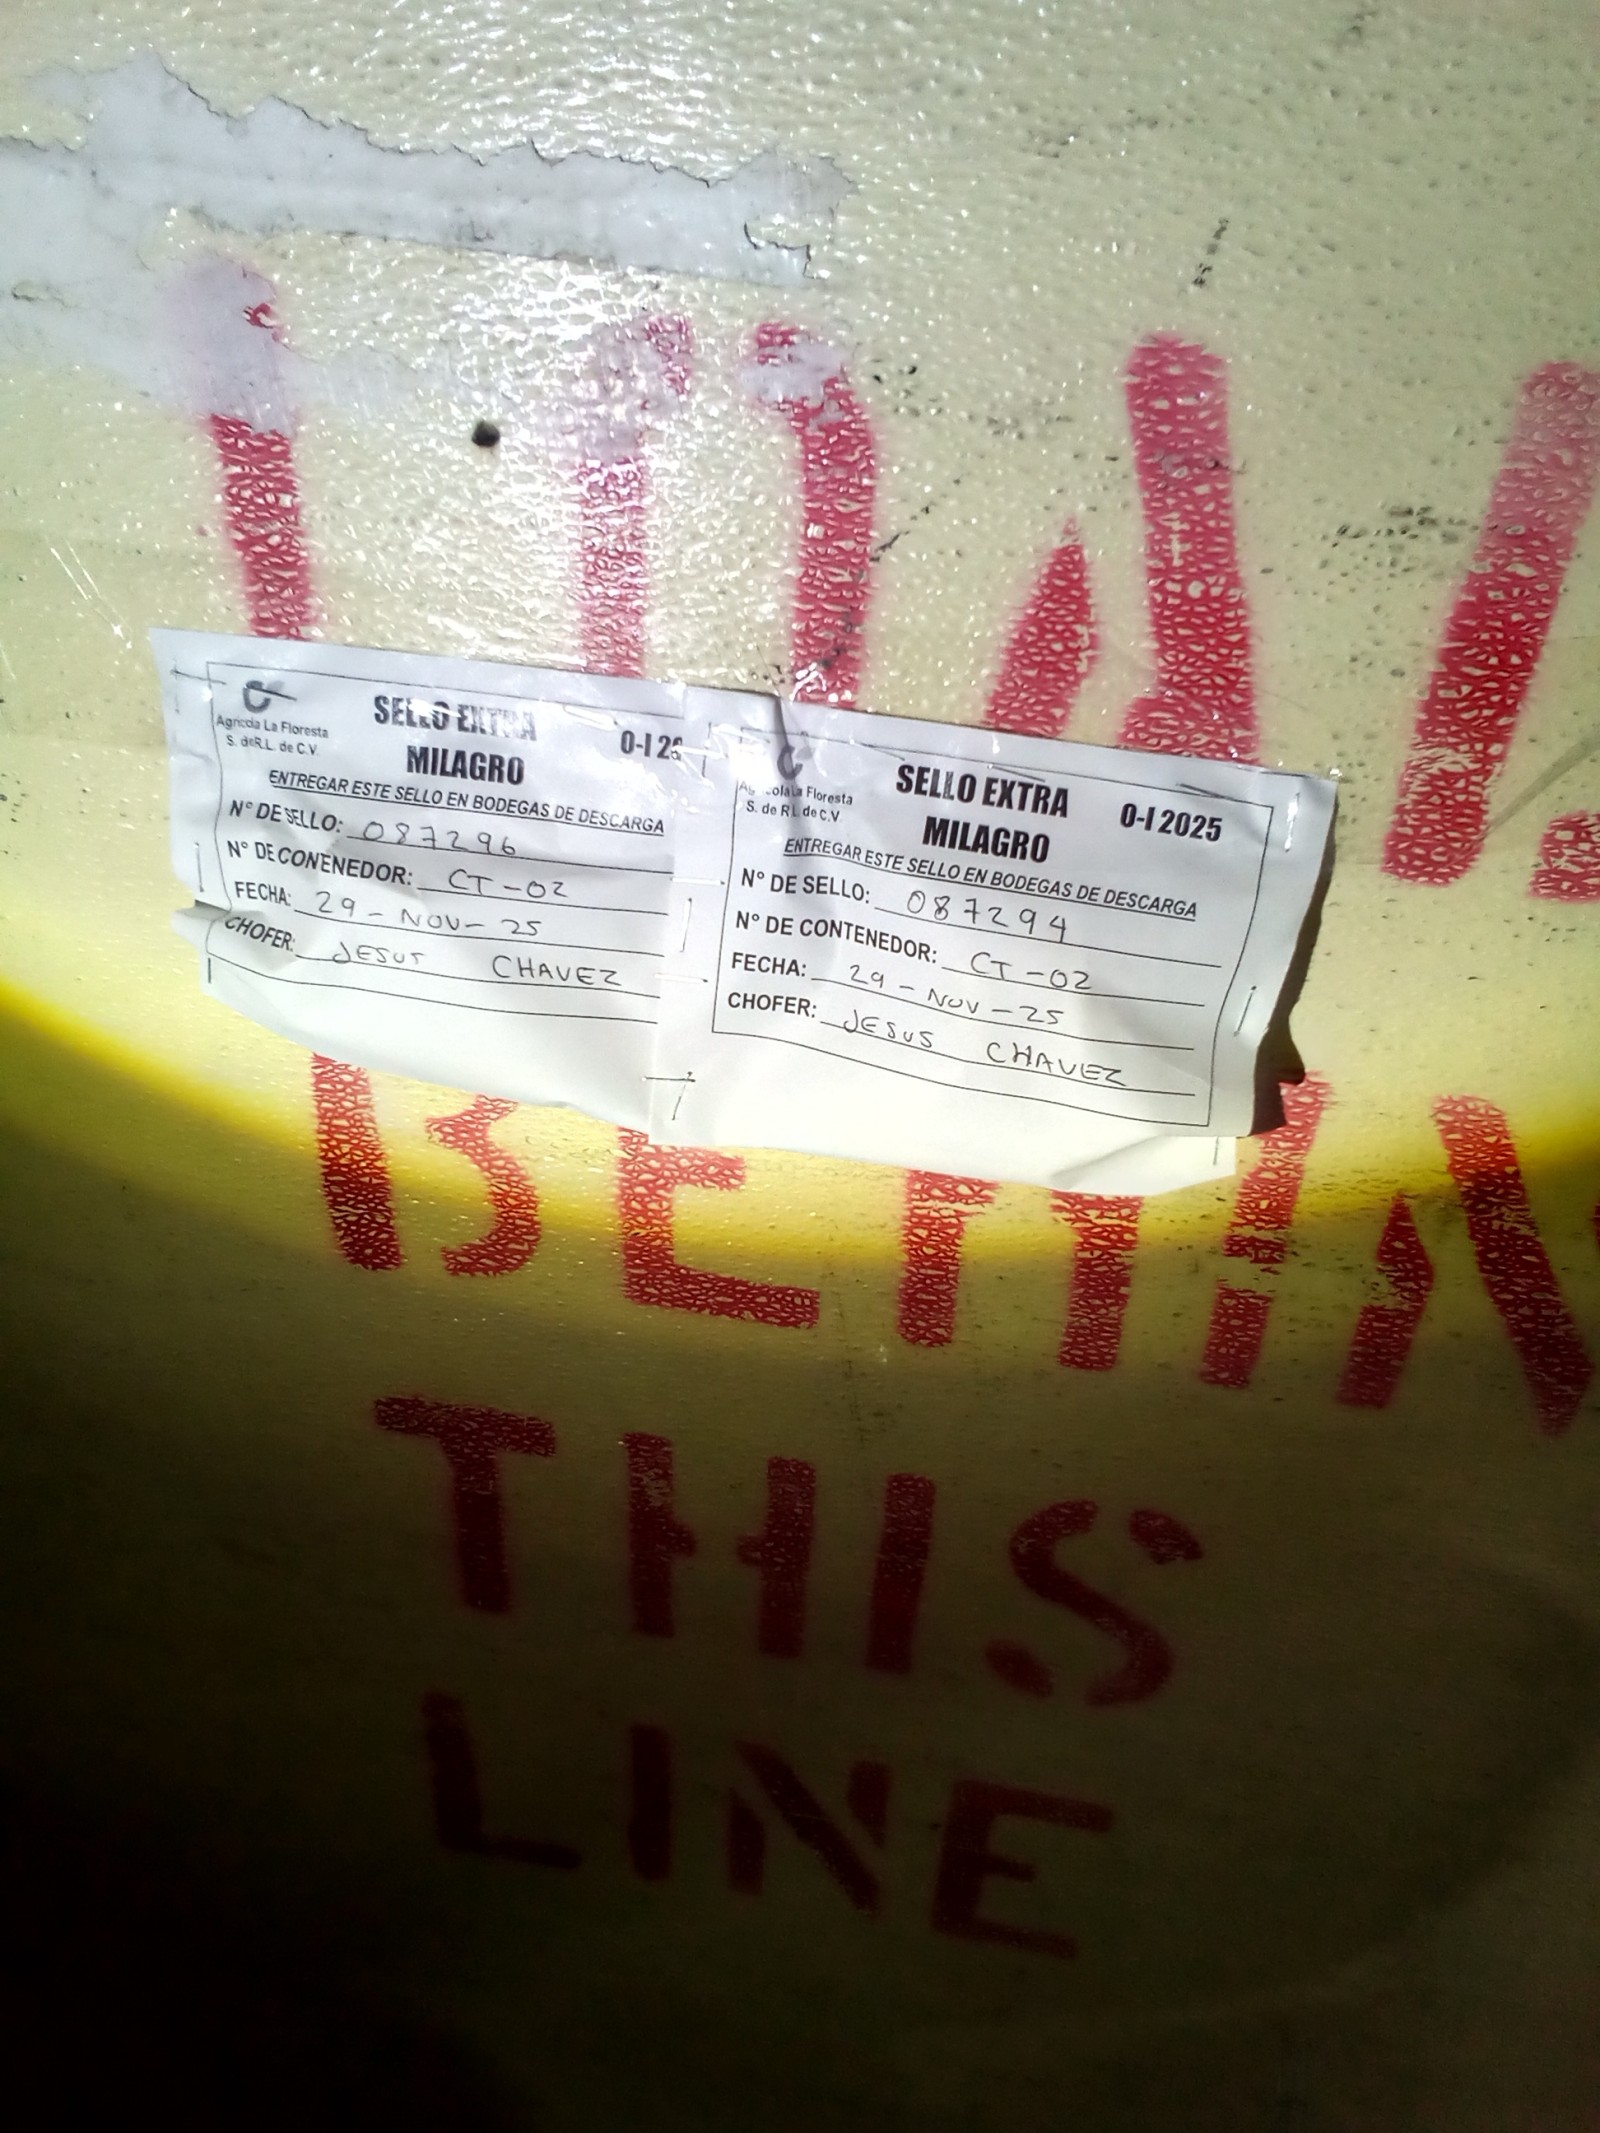 Agricola La Floresta
S. de R.L. de C.V.
SELLO EXTRA
MILAGRO
O-I 2
ENTREGAR ESTE SELLO EN BODEGAS DE DESCARGA
N° DE SELLO: 087296
N° DE CONENEDOR: CT-02
FECHA: 29-NOV-25
CHOFER: JESUS CHAVEZ
Agricola La Floresta
S. de R.L. de C.V.
SELLO EXTRA
MILAGRO
O-I 2025
ENTREGAR ESTE SELLO EN BODEGAS DE DESCARGA
N° DE SELLO: 087294
N° DE CONTENEDOR: CT-02
FECHA: 29-NOV-25
CHOFER: JESUS CHAVEZ
BEHIN
THIS
LINE